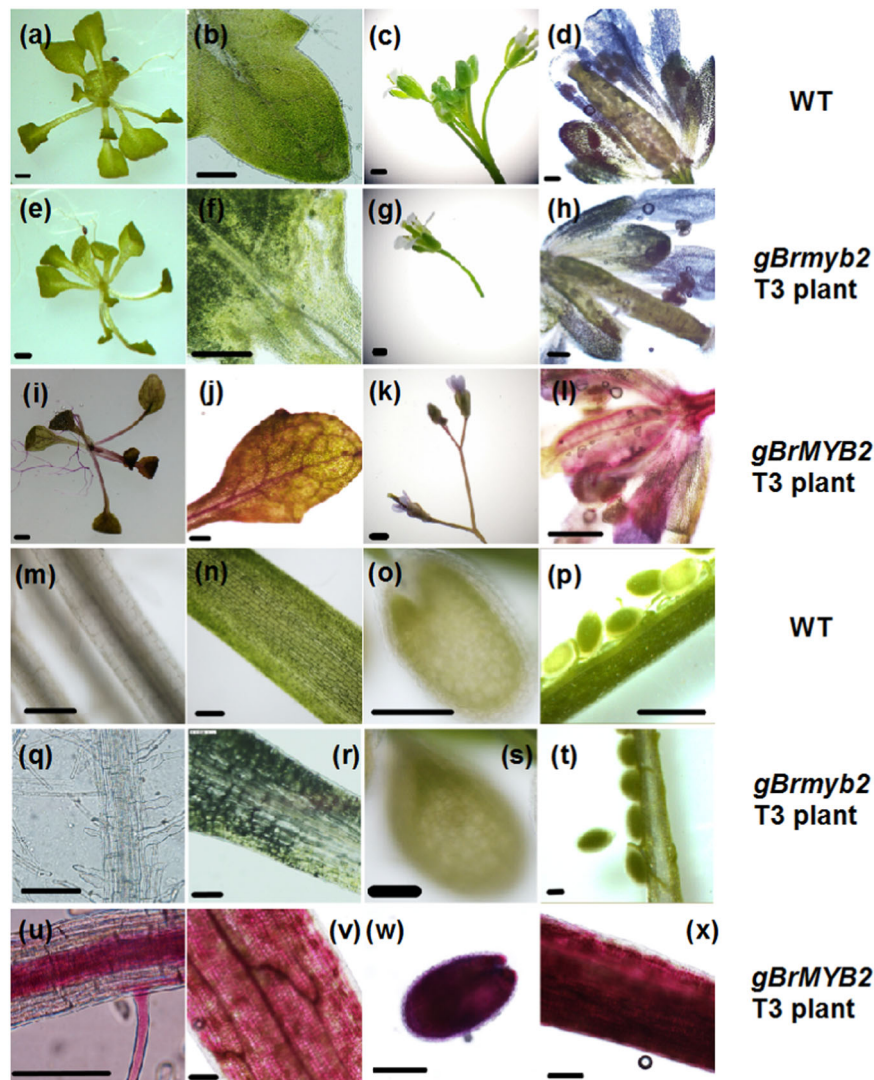 (a) (b) (c) (d) WT
(e) (f) (g) (h) gBrmyb2
T3 plant
(i) (j) (k) (l) gBrMYB2
T3 plant
(m) (n) (o) (p) WT
(q) (r) (s) (t) gBrmyb2
T3 plant
(u) (v) (w) (x) gBrMYB2
T3 plant